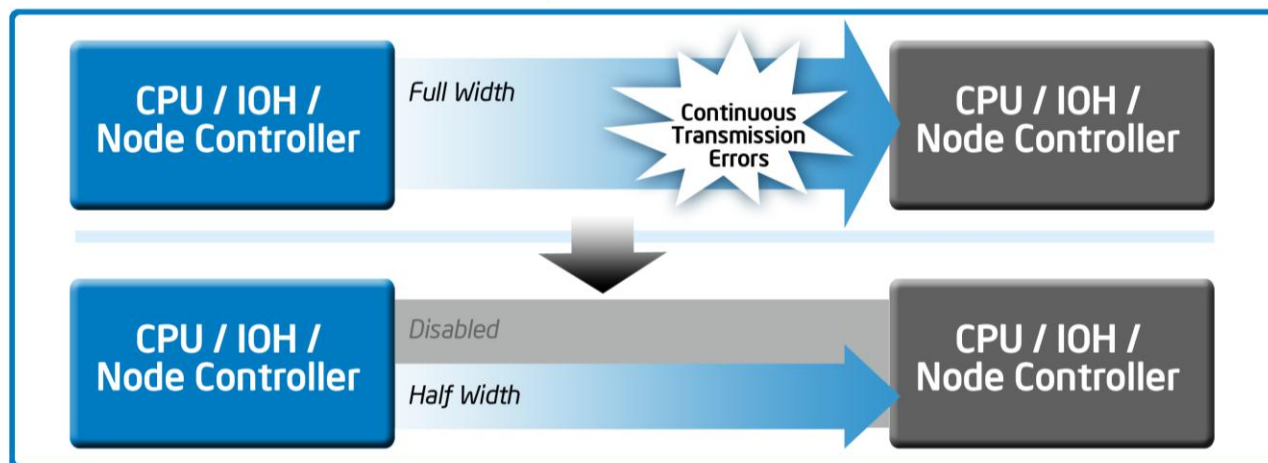 CPU / IOH /
Node Controller
Full Width
Continuous
Transmission
Errors
CPU / IOH /
Node Controller
CPU / IOH /
Node Controller
Disabled
Half Width
CPU / IOH /
Node Controller